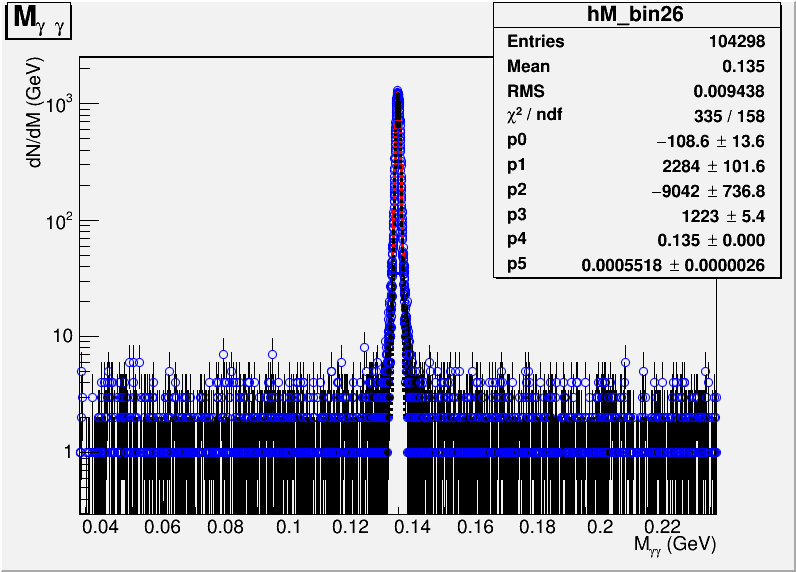 M γ γ
hM_bin26
Entries 104298
Mean 0.135
RMS 0.009438
χ² / ndf 335 / 158
p0 −108.6 ± 13.6
p1 2284 ± 101.6
p2 −9042 ± 736.8
p3 1223 ± 5.4
p4 0.135 ± 0.000
p5 0.0005518 ± 0.0000026
dN/dM (GeV)
10³
10²
10
1
0.04 0.06 0.08 0.1 0.12 0.14 0.16 0.18 0.2 0.22
Mγγ (GeV)